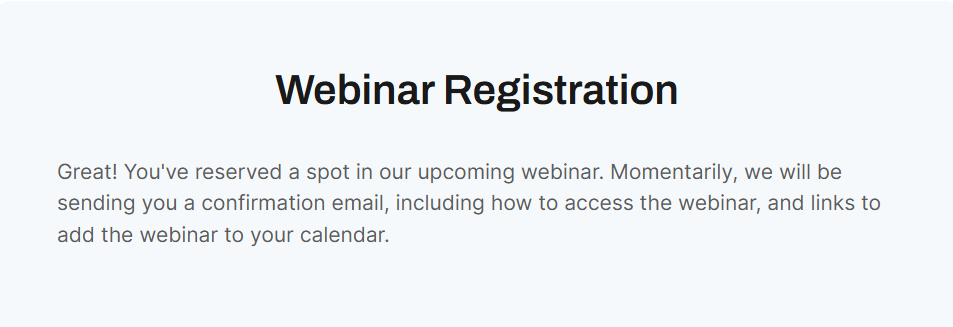 Webinar Registration
Great! You've reserved a spot in our upcoming webinar. Momentarily, we will be
sending you a confirmation email, including how to access the webinar, and links to
add the webinar to your calendar.